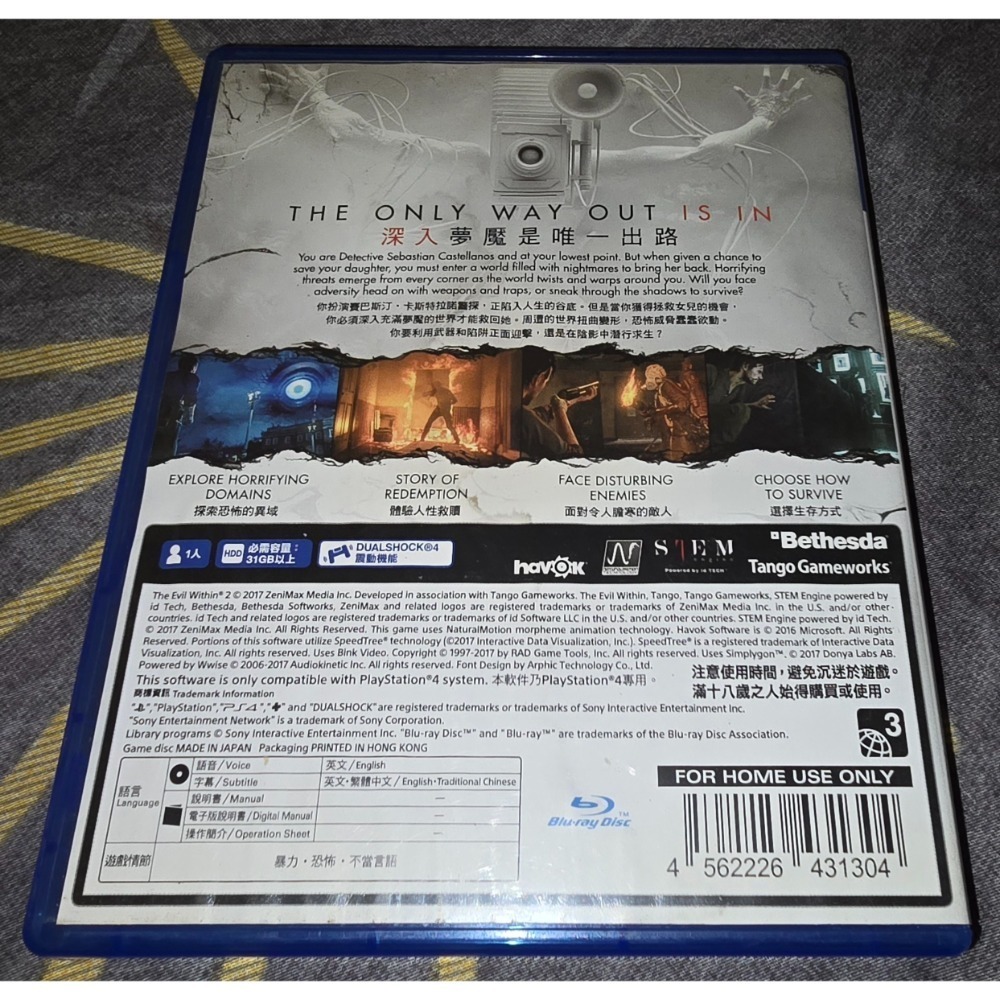 THE ONLY WAY OUT IS IN
深入夢魘是唯一出路
You are Detective Sebastian Castellanos and at your lowest point. But when given a chance to
save your daughter, you must enter a world filled with nightmares to bring her back. Horrifying
threats emerge from every corner as the world twists and warps around you. Will you face
adversity head on with weapons and traps, or sneak through the shadows to survive?
你扮演賽巴斯汀．卡斯特拉諾警探，正陷入人生的谷底。但是當你獲得拯救女兒的機會，
你必須深入充滿夢魘的世界才能救回她。周遭的世界扭曲變形，恐怖威脅蠢蠢欲動。
你要利用武器和陷阱正面迎擊，還是在陰影中潛行求生？
EXPLORE HORRIFYING DOMAINS
探索恐怖的異域
STORY OF REDEMPTION
體驗人性救贖
FACE DISTURBING ENEMIES
面對令人膽寒的敵人
CHOOSE HOW TO SURVIVE
選擇生存方式
1人
HDD 必需容量：31GB以上
DUALSHOCK®4 震動機能
havok
STEM engine
Powered by id TECH™
Bethesda
Tango Gameworks™
The Evil Within® 2 © 2017 ZeniMax Media Inc. Developed in association with Tango Gameworks. The Evil Within, Tango, Tango Gameworks, STEM Engine powered by
id Tech, Bethesda, Bethesda Softworks, ZeniMax and related logos are registered trademarks or trademarks of ZeniMax Media Inc. in the U.S. and/or other-
countries. id Tech and related logos are registered trademarks or trademarks of id Software LLC in the U.S. and/or other countries. STEM Engine powered by id Tech.
© 2017 ZeniMax Media Inc. All Rights Reserved. This game uses NaturalMotion morpheme animation technology. Havok Software is © 2016 Microsoft. All Rights
Reserved. Portions of this software utilize SpeedTree® technology (©2017 Interactive Data Visualization, Inc.) SpeedTree® is a registered trademark of Interactive Data
Visualization, Inc. All rights reserved. Uses Bink Video. Copyright © 1997-2017 by RAD Game Tools, Inc. All rights reserved. Uses Simplygon™. © 2017 Donya Labs AB.
Powered by Wwise © 2006-2017 Audiokinetic Inc. All rights reserved. Font Design by Arphic Technology Co., Ltd.
This software is only compatible with PlayStation®4 system. 本軟件乃PlayStation®4專用。
注意使用時間，避免沉迷於遊戲。
滿十八歲之人始得購買或使用。
商標資訊 Trademark Information
"PlayStation", "PS4", and "DUALSHOCK" are registered trademarks or trademarks of Sony Interactive Entertainment Inc.
"Sony Entertainment Network" is a trademark of Sony Corporation.
Library programs © Sony Interactive Entertainment Inc. "Blu-ray Disc™" and "Blu-ray™" are trademarks of the Blu-ray Disc Association.
Game disc MADE IN JAPAN Packaging PRINTED IN HONG KONG
3
語言 Language
語音/Voice 英文/English
字幕/Subtitle 英文·繁體中文/English·Traditional Chinese
說明書/Manual —
電子版說明書/Digital Manual —
操作簡介/Operation Sheet —
遊戲情節 暴力·恐怖·不當言語
Blu-ray Disc™
FOR HOME USE ONLY
4 562226 431304